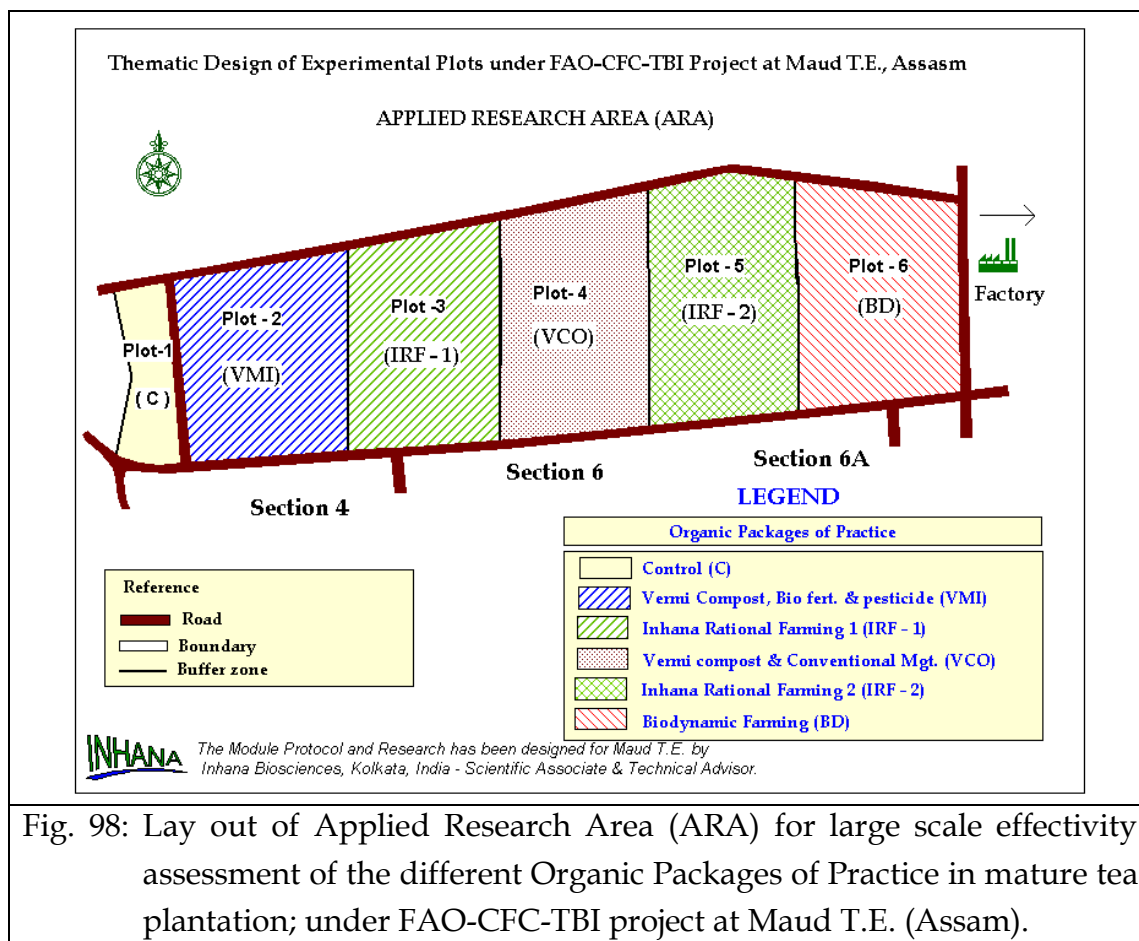 Thematic Design of Experimental Plots under FAO-CFC-TBI Project at Maud T.E., Assasm
APPLIED RESEARCH AREA (ARA)
Plot-1
( C )
Plot - 2
(VMI)
Plot -3
(IRF - 1)
Plot- 4
(VCO)
Plot - 5
(IRF - 2)
Plot - 6
(BD)
Factory
Section 4
Section 6
Section 6A
LEGEND
Organic Packages of Practice
Control (C)
Vermi Compost, Bio fert. & pesticide (VMI)
Inhana Rational Farming 1 (IRF - 1)
Vermi compost & Conventional Mgt. (VCO)
Inhana Rational Farming 2 (IRF - 2)
Biodynamic Farming (BD)
Reference
Road
Boundary
Buffer zone
INHANA
The Module Protocol and Research has been designed for Maud T.E. by
Inhana Biosciences, Kolkata, India - Scientific Associate & Technical Advisor.
Fig. 98: Lay out of Applied Research Area (ARA) for large scale effectivity
assessment of the different Organic Packages of Practice in mature tea
plantation; under FAO-CFC-TBI project at Maud T.E. (Assam).